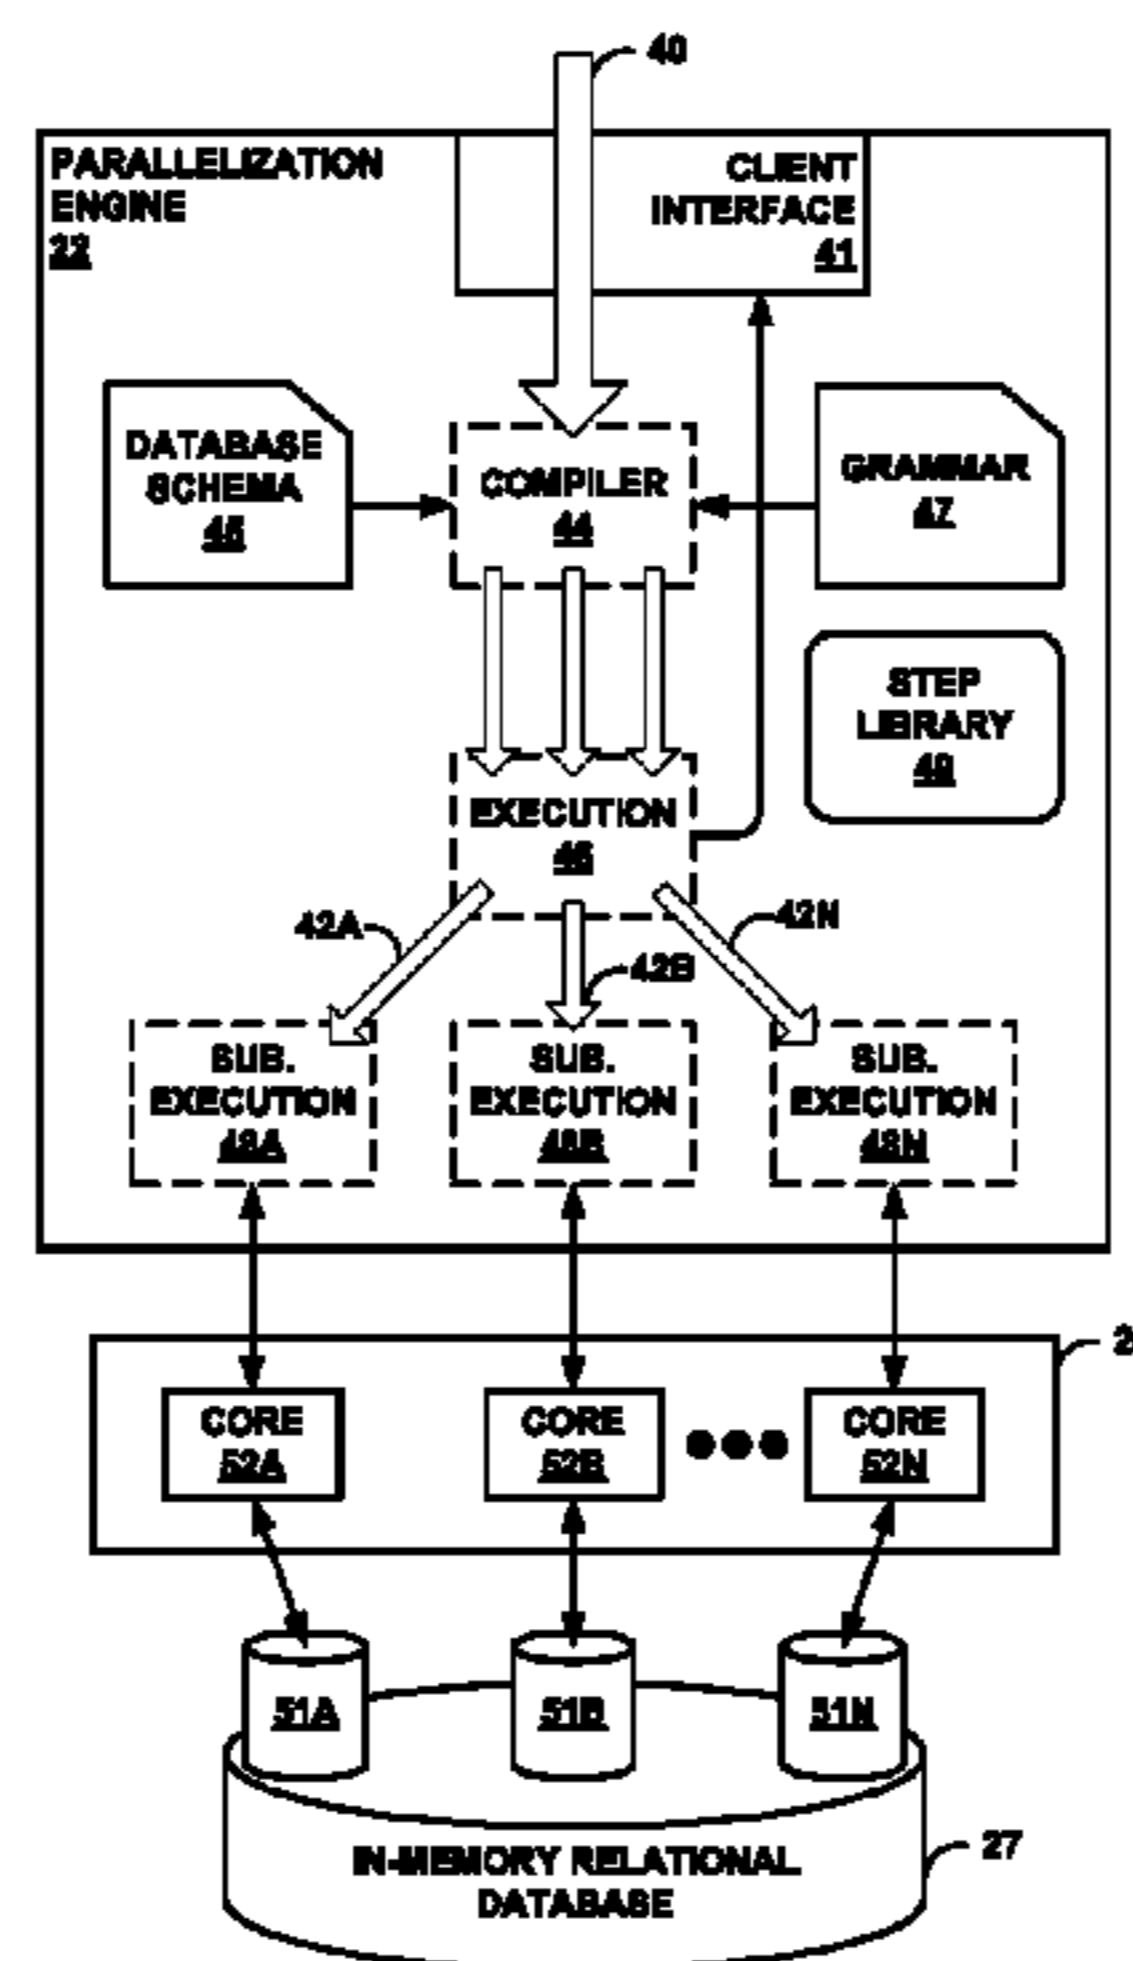 40
PARALLELIZATION
ENGINE
22
CLIENT
INTERFACE
41
DATABASE
SCHEMA
45
COMPILER
44
GRAMMAR
47
STEP
LIBRARY
49
EXECUTION
46
42A
42B
42N
SUB.
EXECUTION
48A
SUB.
EXECUTION
48B
SUB.
EXECUTION
48N
CORE
52A
CORE
52B
CORE
52N
51A
51B
51N
IN-MEMORY RELATIONAL
DATABASE
27